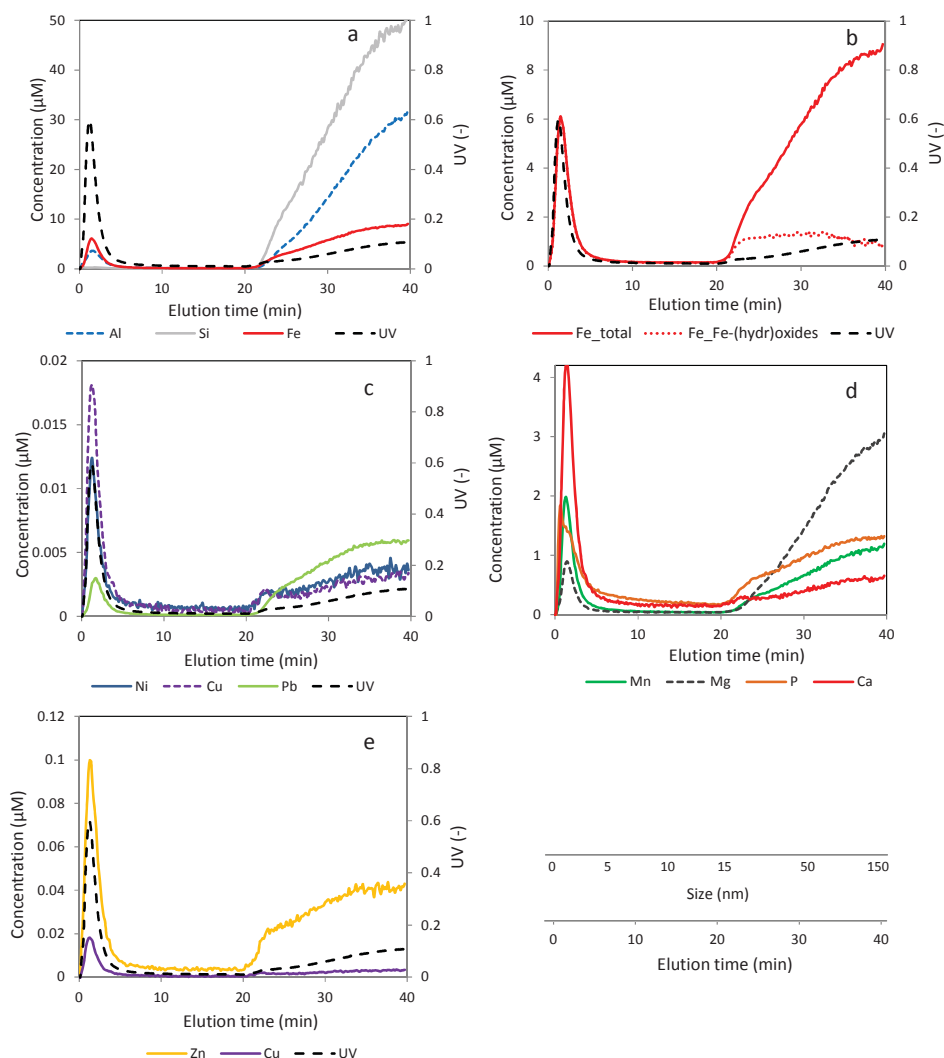 a
Concentration (µM)
UV (-)
50
40
30
20
10
0
1
0.8
0.6
0.4
0.2
0
0 10 20 30 40
Elution time (min)
Al Si Fe UV
b
Concentration (µM)
UV (-)
10
8
6
4
2
0
1
0.8
0.6
0.4
0.2
0
0 10 20 30 40
Elution time (min)
Fe_total Fe_Fe-(hydr)oxides UV
c
Concentration (µM)
UV (-)
0.02
0.015
0.01
0.005
0
1
0.8
0.6
0.4
0.2
0
0 10 20 30 40
Elution time (min)
Ni Cu Pb UV
d
Concentration (µM)
4
3
2
1
0
0 10 20 30 40
Elution time (min)
Mn Mg P Ca
e
Concentration (µM)
UV (-)
0.12
0.1
0.08
0.06
0.04
0.02
0
1
0.8
0.6
0.4
0.2
0
0 10 20 30 40
Elution time (min)
Zn Cu UV
0 5 10 15 50 150
Size (nm)
0 10 20 30 40
Elution time (min)